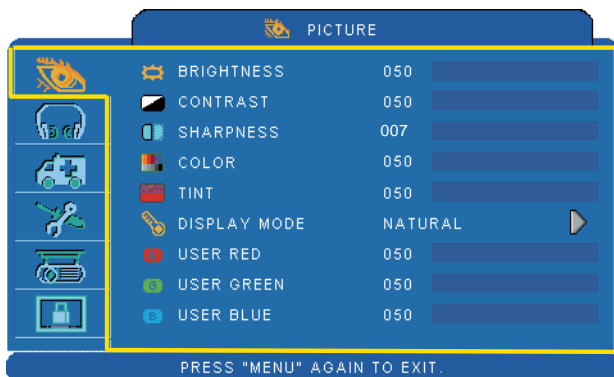 PICTURE
BRIGHTNESS 050
CONTRAST 050
SHARPNESS 007
COLOR 050
TINT 050
DISPLAY MODE NATURAL
USER RED 050
G USER GREEN 050
B USER BLUE 050
PRESS "MENU" AGAIN TO EXIT.